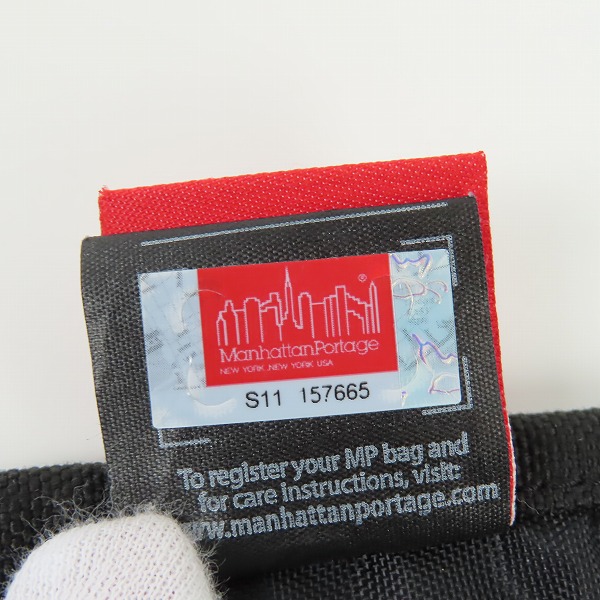 ®
ManhattanPortage
NEW YORK, NEW YORK USA
S11 157665
To register your MP bag and
for care instructions, visit:
www.manhattanportage.com